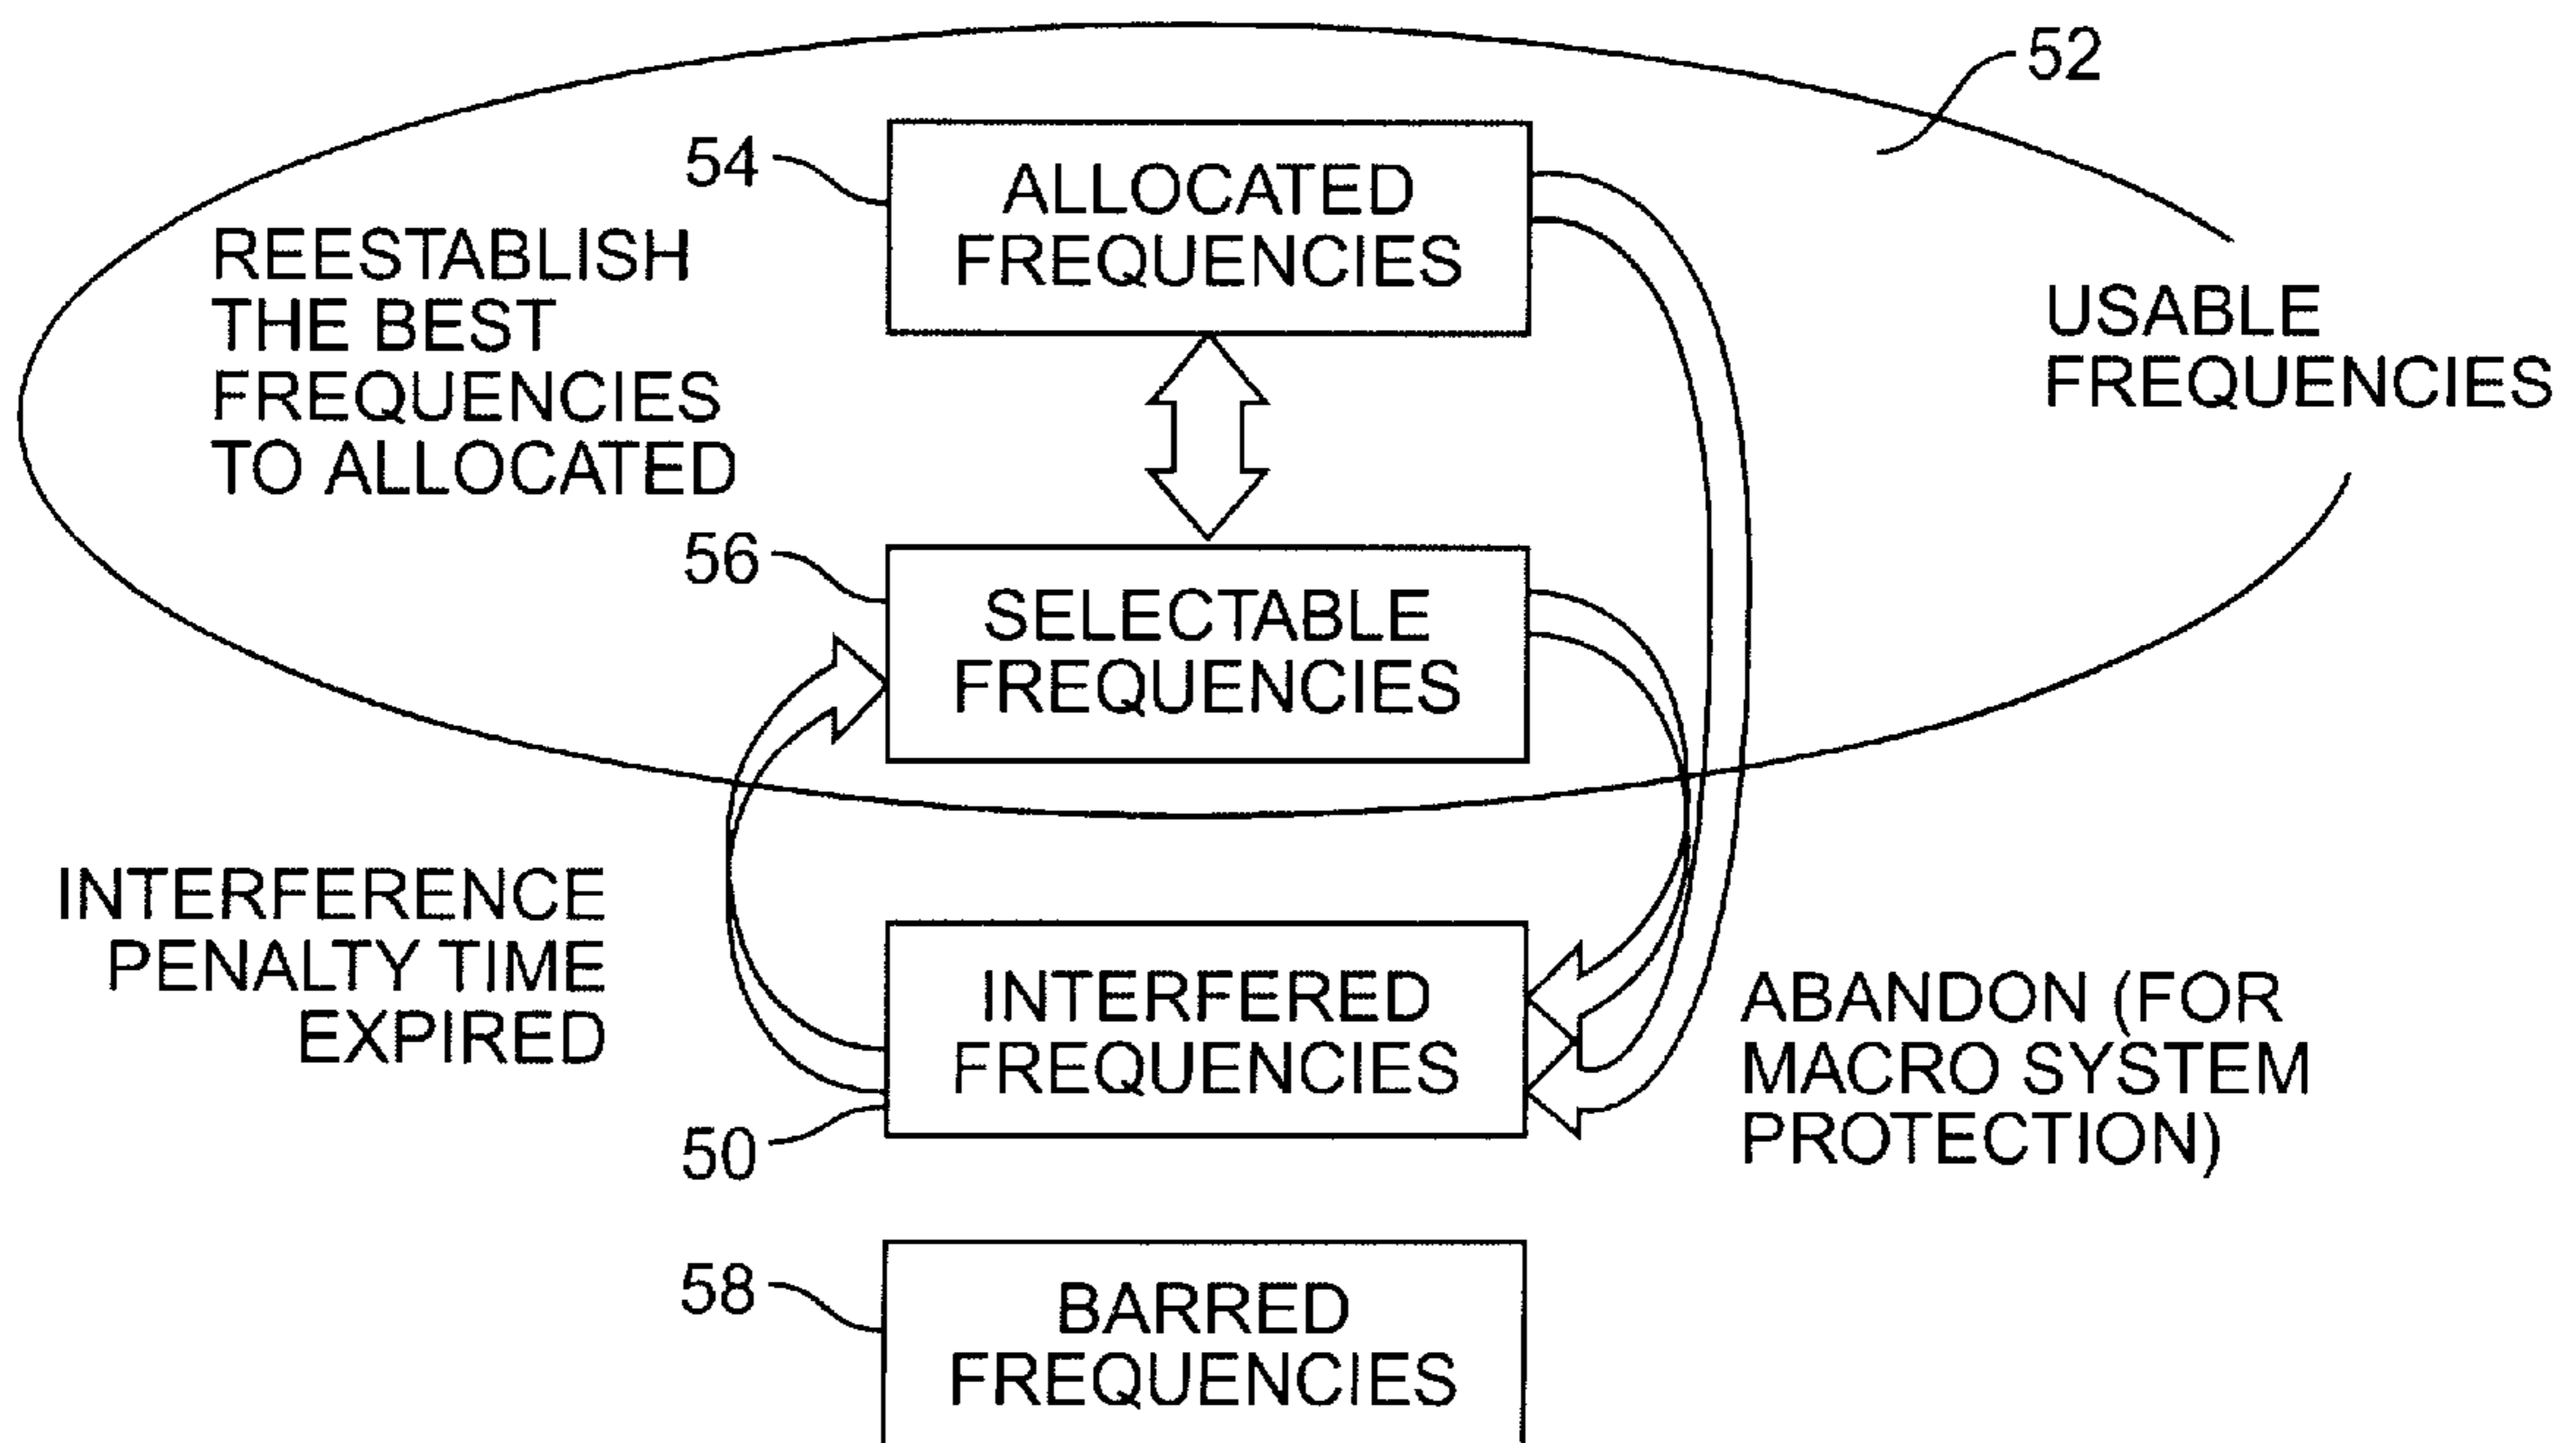 52
54
ALLOCATED
FREQUENCIES
REESTABLISH
THE BEST
FREQUENCIES
TO ALLOCATED
USABLE
FREQUENCIES
56
SELECTABLE
FREQUENCIES
INTERFERENCE
PENALTY TIME
EXPIRED
INTERFERED
FREQUENCIES
50
ABANDON (FOR
MACRO SYSTEM
PROTECTION)
58
BARRED
FREQUENCIES